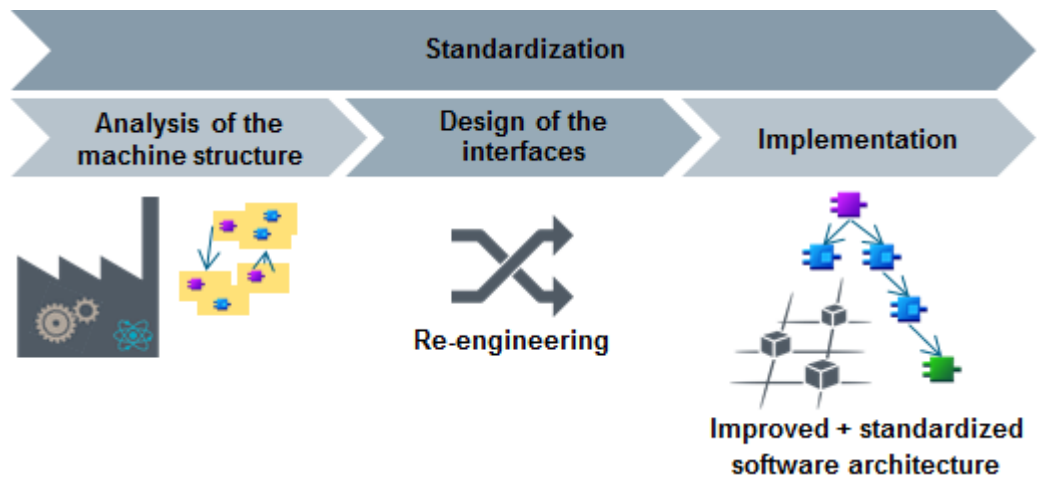 Standardization
Analysis of the
machine structure
Design of the
interfaces
Implementation
Re-engineering
Improved + standardized
software architecture